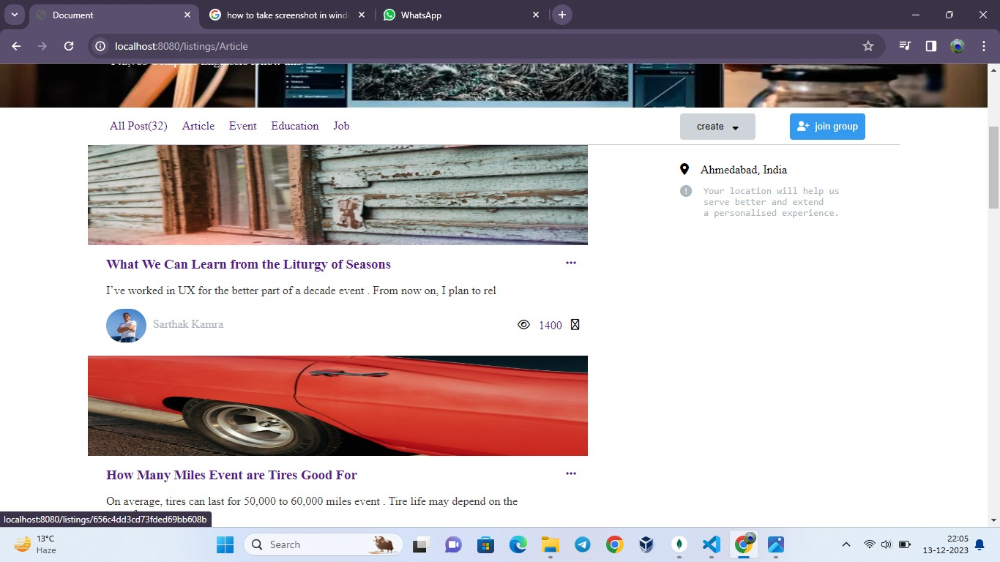 Document
how to take screenshot in wind
WhatsApp
localhost:8080/listings/Article
142,765 Computer Engineers follow this
All Post(32) Article Event Education Job
create
join group
Ahmedabad, India
Your location will help us
serve better and extend
a personalised experience.
What We Can Learn from the Liturgy of Seasons
I’ve worked in UX for the better part of a decade event . From now on, I plan to rel
Sarthak Kamra
1400
How Many Miles Event are Tires Good For
On average, tires can last for 50,000 to 60,000 miles event . Tire life may depend on the
localhost:8080/listings/656c4dd3cd73fded69bb608b
13°C
Haze
Search
22:05
13-12-2023